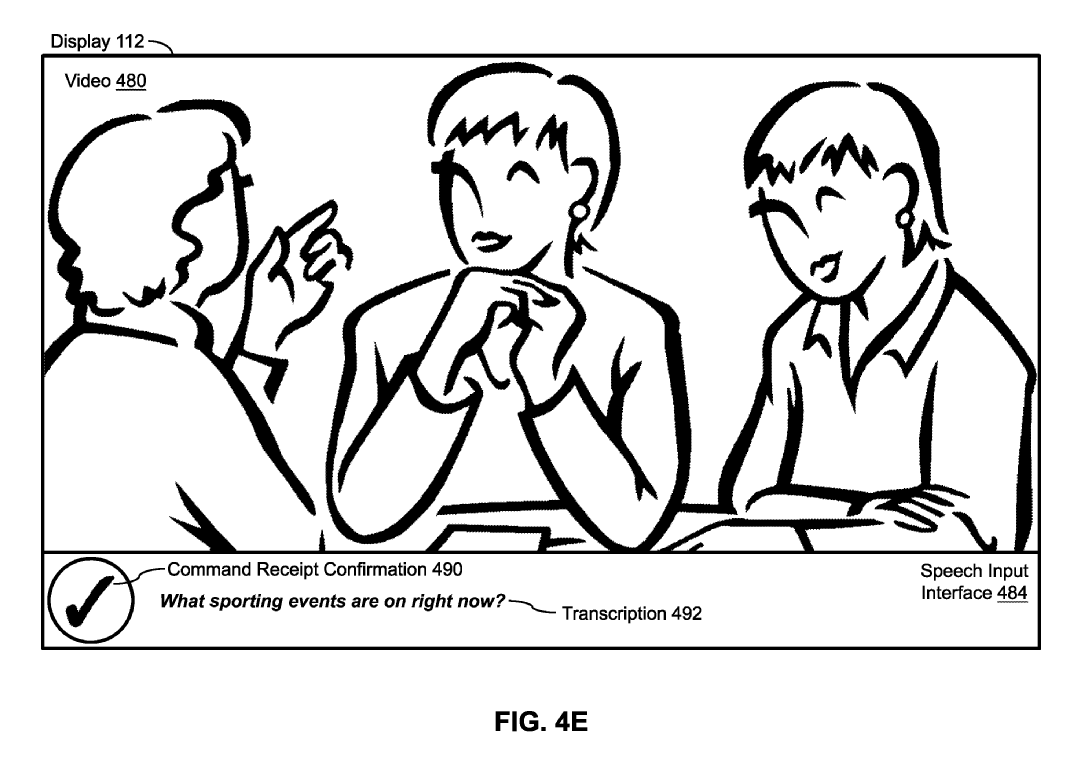 Display 112
Video 480
Command Receipt Confirmation 490
What sporting events are on right now?
Transcription 492
Speech Input
Interface 484
FIG. 4E